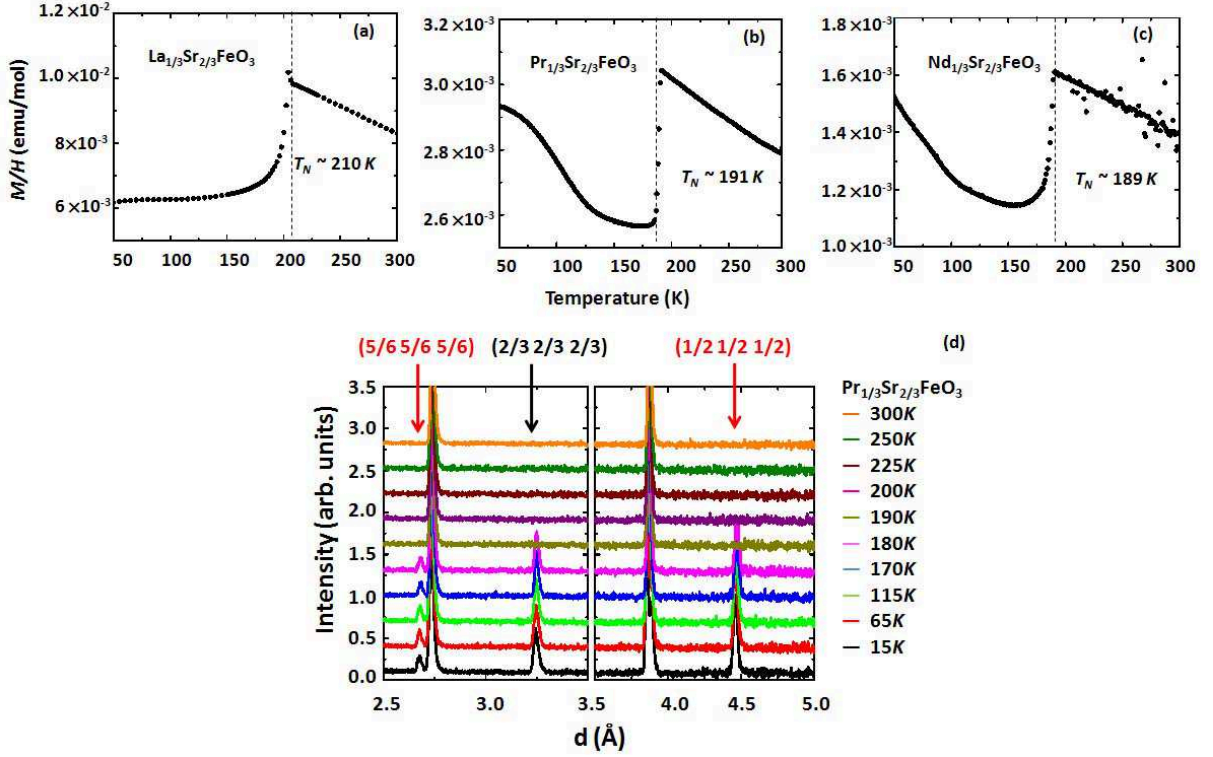 (a)
La1/3Sr2/3FeO3
TN ~ 210 K
1.2×10-2
1.0×10-2
8.0×10-3
6.0×10-3
M/H (emu/mol)
50 100 150 200 250 300
(b)
Pr1/3Sr2/3FeO3
TN ~ 191 K
3.2×10-3
3.0×10-3
2.8×10-3
2.6×10-3
50 100 150 200 250 300
(c)
Nd1/3Sr2/3FeO3
TN ~ 189 K
1.8×10-3
1.6×10-3
1.4×10-3
1.2×10-3
1.0×10-3
50 100 150 200 250 300
Temperature (K)
(5/6 5/6 5/6)
(2/3 2/3 2/3)
(1/2 1/2 1/2)
(d)
3.5
3.0
2.5
2.0
1.5
1.0
0.5
0.0
Intensity (arb. units)
2.5 3.0 3.5 4.0 4.5 5.0
d (Å)
Pr1/3Sr2/3FeO3
300K
250K
225K
200K
190K
180K
170K
115K
65K
15K